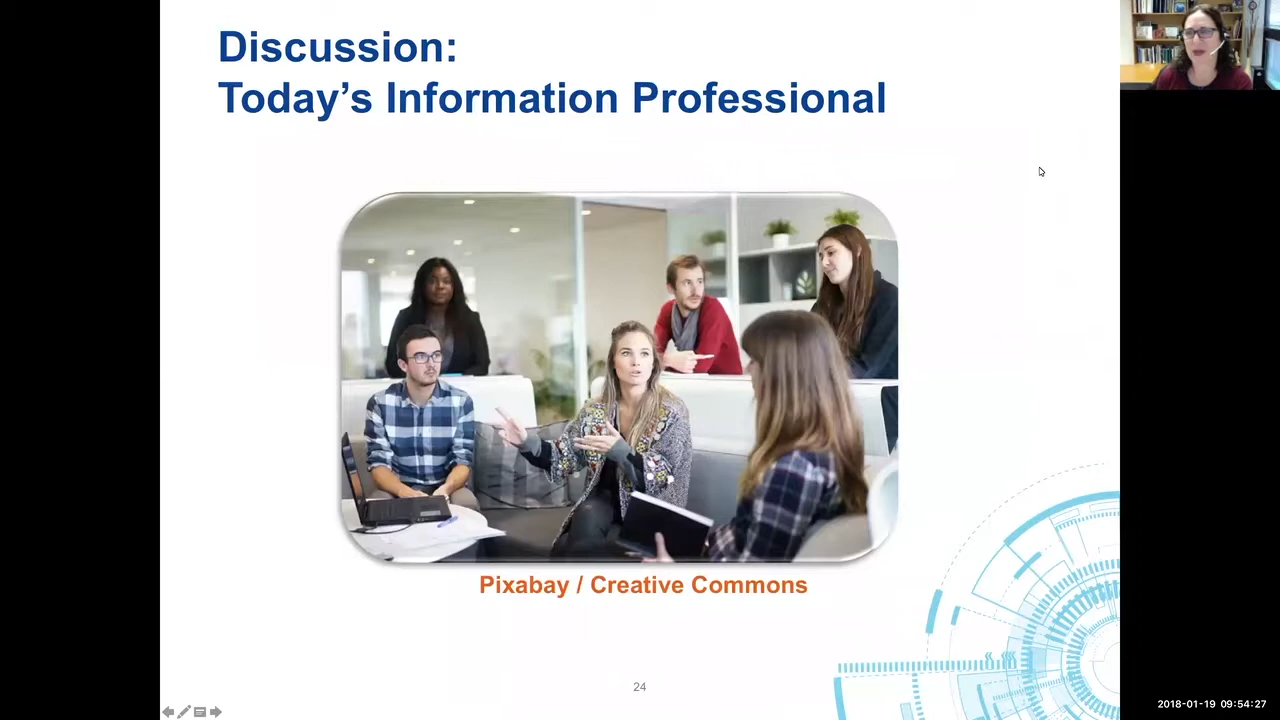 Discussion:
Today’s Information Professional
Pixabay / Creative Commons
24
2018-01-19 09:54:27